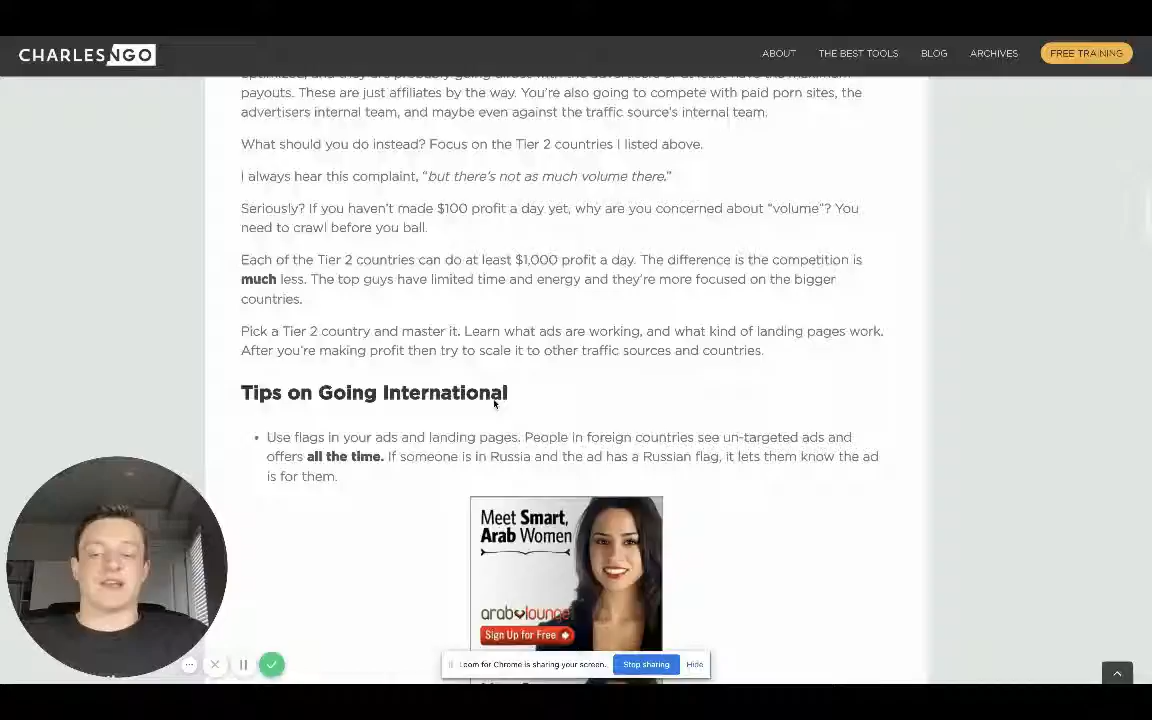 CHARLES NGO
ABOUT
THE BEST TOOLS
BLOG
ARCHIVES
FREE TRAINING
payouts. These are just affiliates by the way. You're also going to compete with paid porn sites, the
advertisers internal team, and maybe even against the traffic source's internal team.
What should you do instead? Focus on the Tier 2 countries I listed above.
I always hear this complaint, "but there's not as much volume there."
Seriously? If you haven't made $100 profit a day yet, why are you concerned about "volume"? You
need to crawl before you ball.
Each of the Tier 2 countries can do at least $1,000 profit a day. The difference is the competition is
much less. The top guys have limited time and energy and they're more focused on the bigger
countries.
Pick a Tier 2 country and master it. Learn what ads are working, and what kind of landing pages work.
After you're making profit then try to scale it to other traffic sources and countries.
Tips on Going International
• Use flags in your ads and landing pages. People in foreign countries see un-targeted ads and
offers all the time. If someone is in Russia and the ad has a Russian flag, it lets them know the ad
is for them.
Meet Smart,
Arab Women
arablounge
Sign Up for Free
Loom for Chrome is sharing your screen.
Stop sharing
Hide